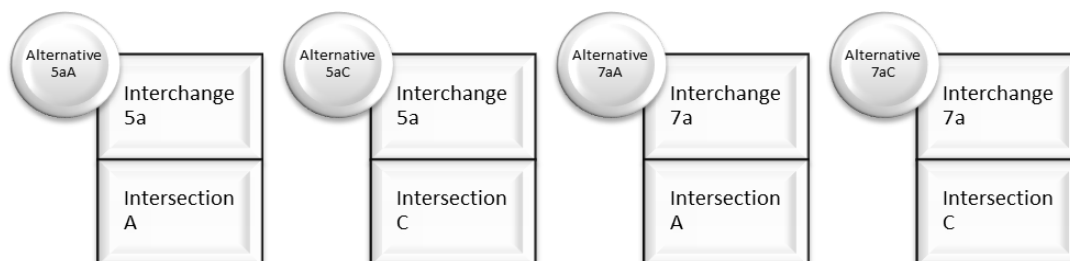 Alternative
5aA
Interchange
5a
Intersection
A
Alternative
5aC
Interchange
5a
Intersection
C
Alternative
7aA
Interchange
7a
Intersection
A
Alternative
7aC
Interchange
7a
Intersection
C